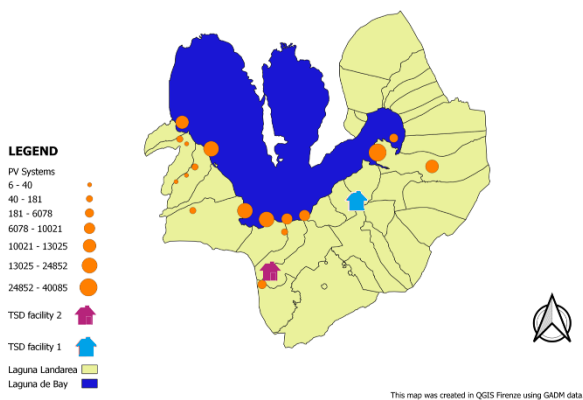 LEGEND
PV Systems
6 - 40
40 - 181
181 - 6078
6078 - 10021
10021 - 13025
13025 - 24852
24852 - 40085
TSD facility 2
TSD facility 1
Laguna Landarea
Laguna de Bay
This map was created in QGIS Firenze using GADM data